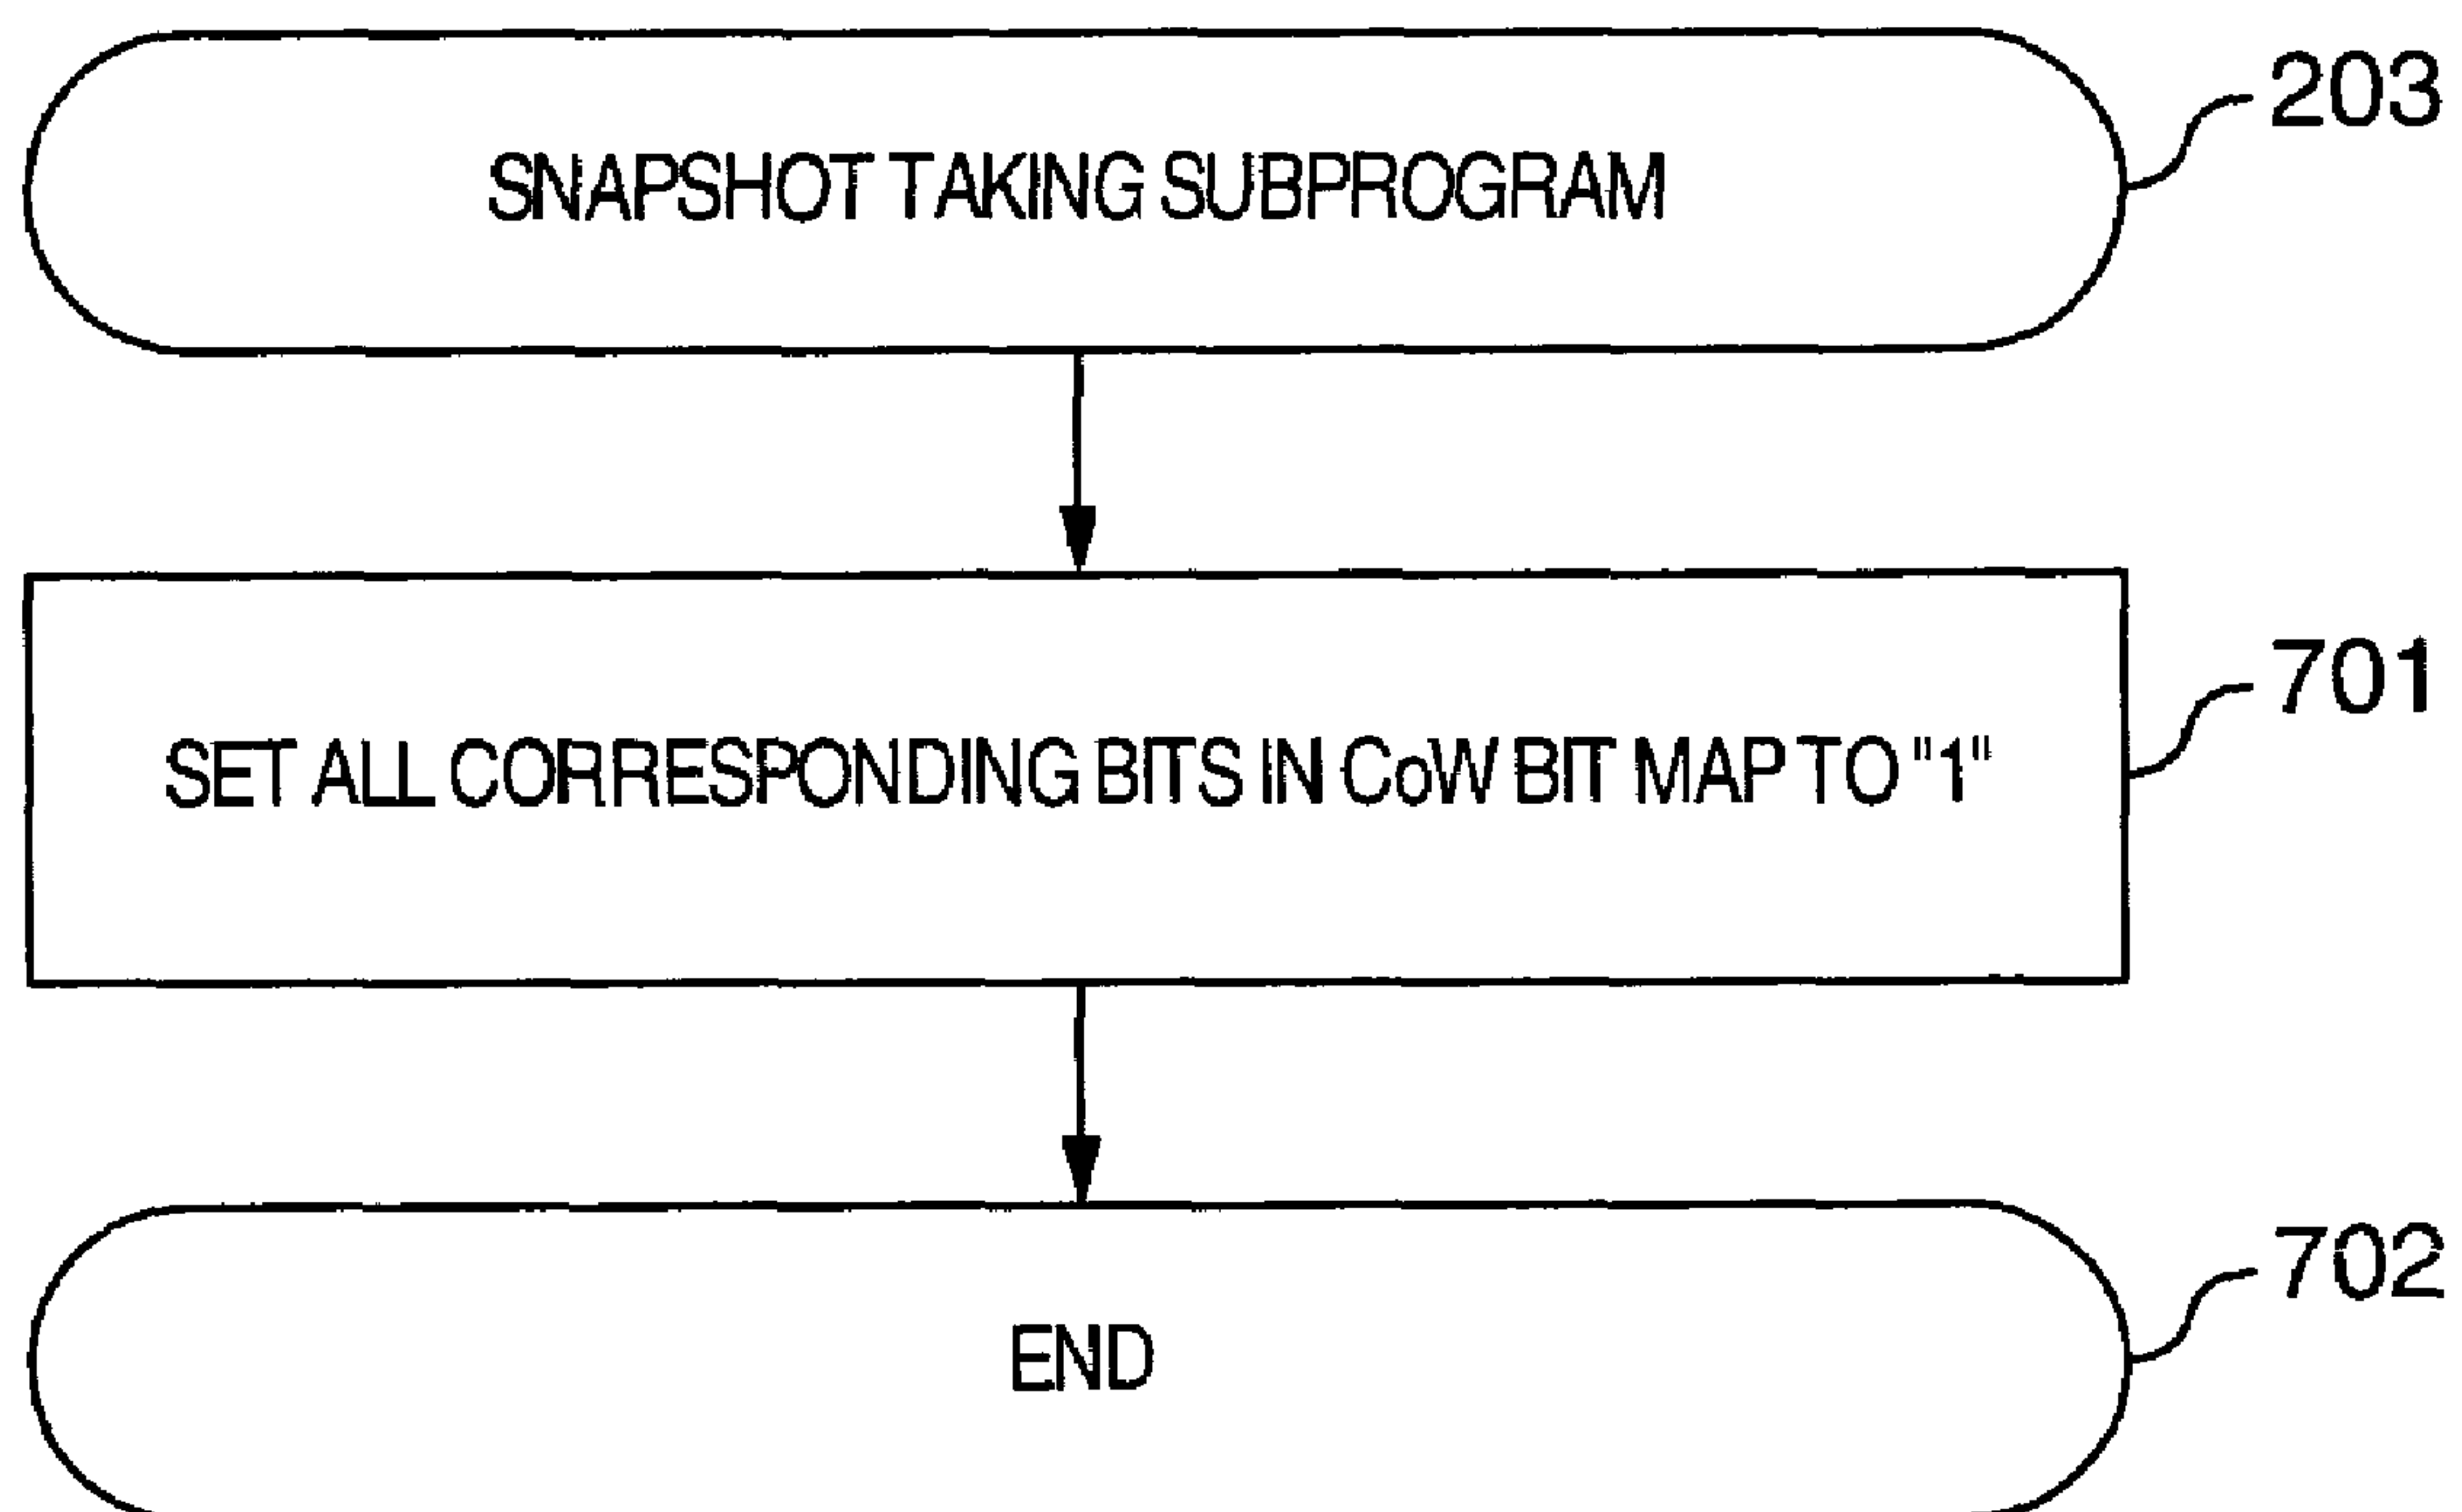 203
SNAPSHOT TAKING SUBPROGRAM
701
SET ALL CORRESPONDING BITS IN CoW BIT MAP TO "1"
702
END